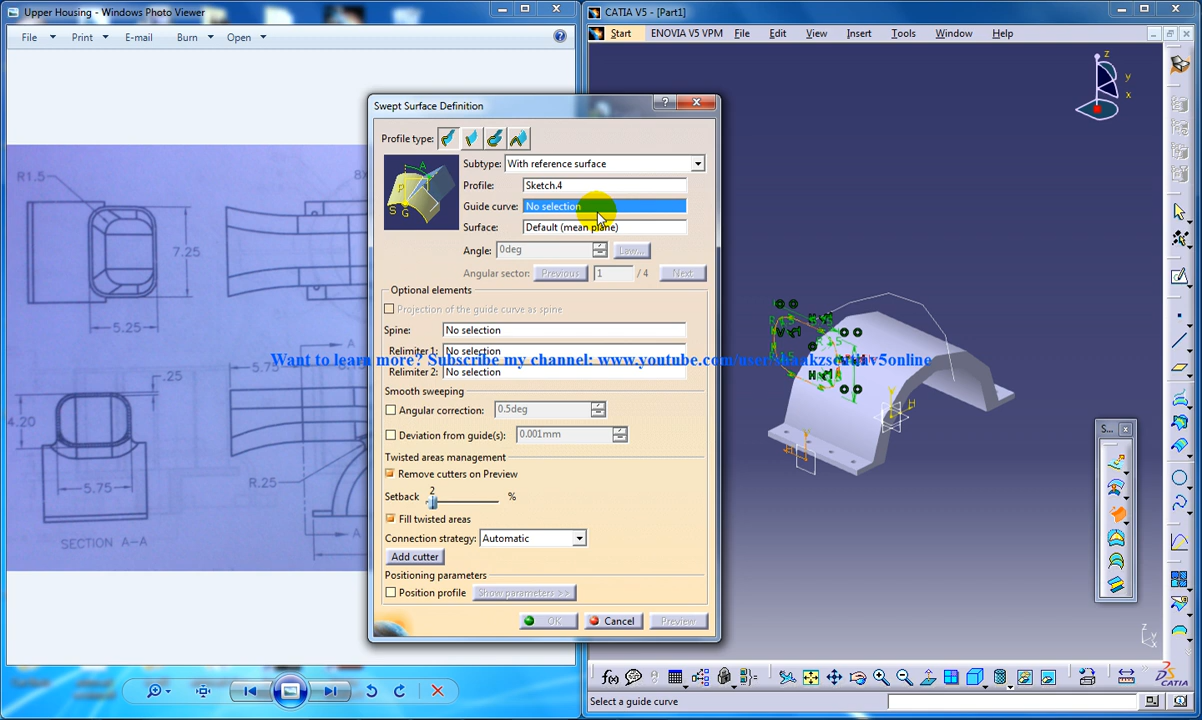 Upper Housing - Windows Photo Viewer
File Print E-mail Burn Open
R1.5
8X
7.25
5.25
5.75
.25
4.20
5.75
R.25
A
A
SECTION A-A
Swept Surface Definition
Profile type:
Subtype: With reference surface
Profile: Sketch.4
Guide curve: No selection
Surface: Default (mean plane)
Angle: 0deg Law...
Angular sector: Previous 1 / 4 Next
Optional elements
Projection of the guide curve as spine
Spine: No selection
Relimiter 1: No selection
Want to learn more? Subscribe my channel: www.youtube.com/user/shaakzscatiav5online
Relimiter 2: No selection
Smooth sweeping
Angular correction: 0.5deg
Deviation from guide(s): 0.001mm
Twisted areas management
Remove cutters on Preview
Setback 2 %
Fill twisted areas
Connection strategy: Automatic
Add cutter
Positioning parameters
Position profile Show parameters >>
OK Cancel Preview
CATIA V5 - [Part1]
Start ENOVIA V5 VPM File Edit View Insert Tools Window Help
z
y
x
S...
Select a guide curve